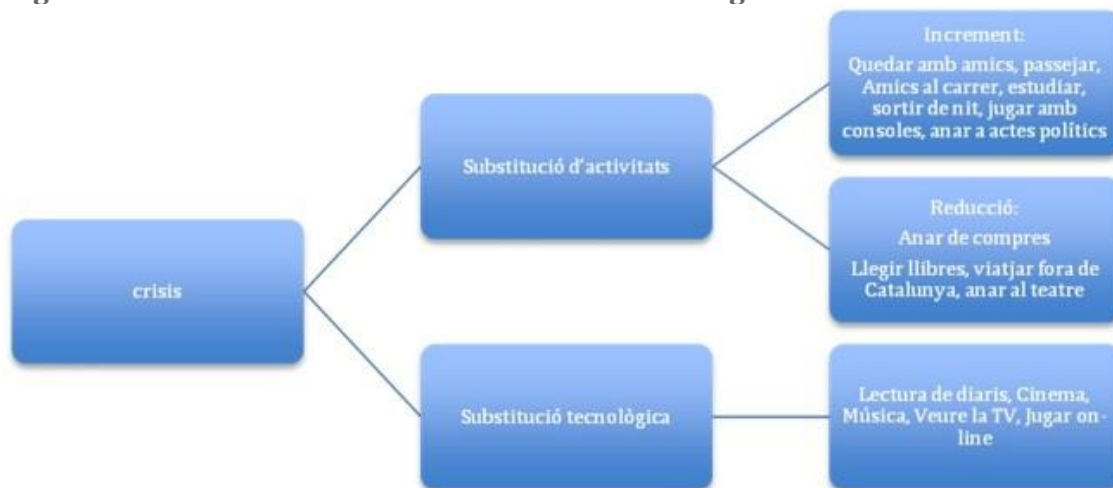 crisis
Substitució d'activitats
Increment:
Quedar amb amics, passejar,
Amics al carrer, estudiar,
sortir de nit, jugar amb
consoles, anar a actes polítics
Reducció:
Anar de compres
Llegir llibres, viatjar fora de
Catalunya, anar al teatre
Substitució tecnològica
Lectura de diaris, Cinema,
Música, Veure la TV, Jugar on-
line